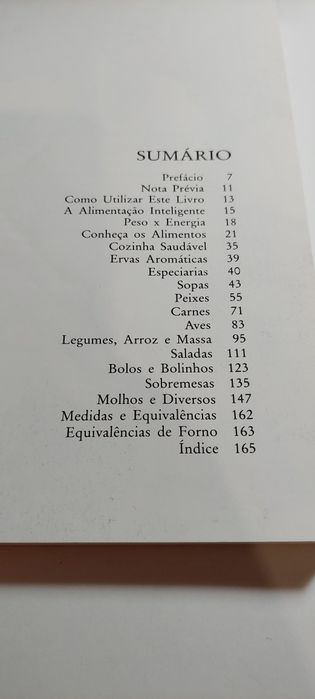 SUMÁRIO
Prefácio 7
Nota Prévia 11
Como Utilizar Este Livro 13
A Alimentação Inteligente 15
Peso x Energia 18
Conheça os Alimentos 21
Cozinha Saudável 35
Ervas Aromáticas 39
Especiarias 40
Sopas 43
Peixes 55
Carnes 71
Aves 83
Legumes, Arroz e Massa 95
Saladas 111
Bolos e Bolinhos 123
Sobremesas 135
Molhos e Diversos 147
Medidas e Equivalências 162
Equivalências de Forno 163
Índice 165